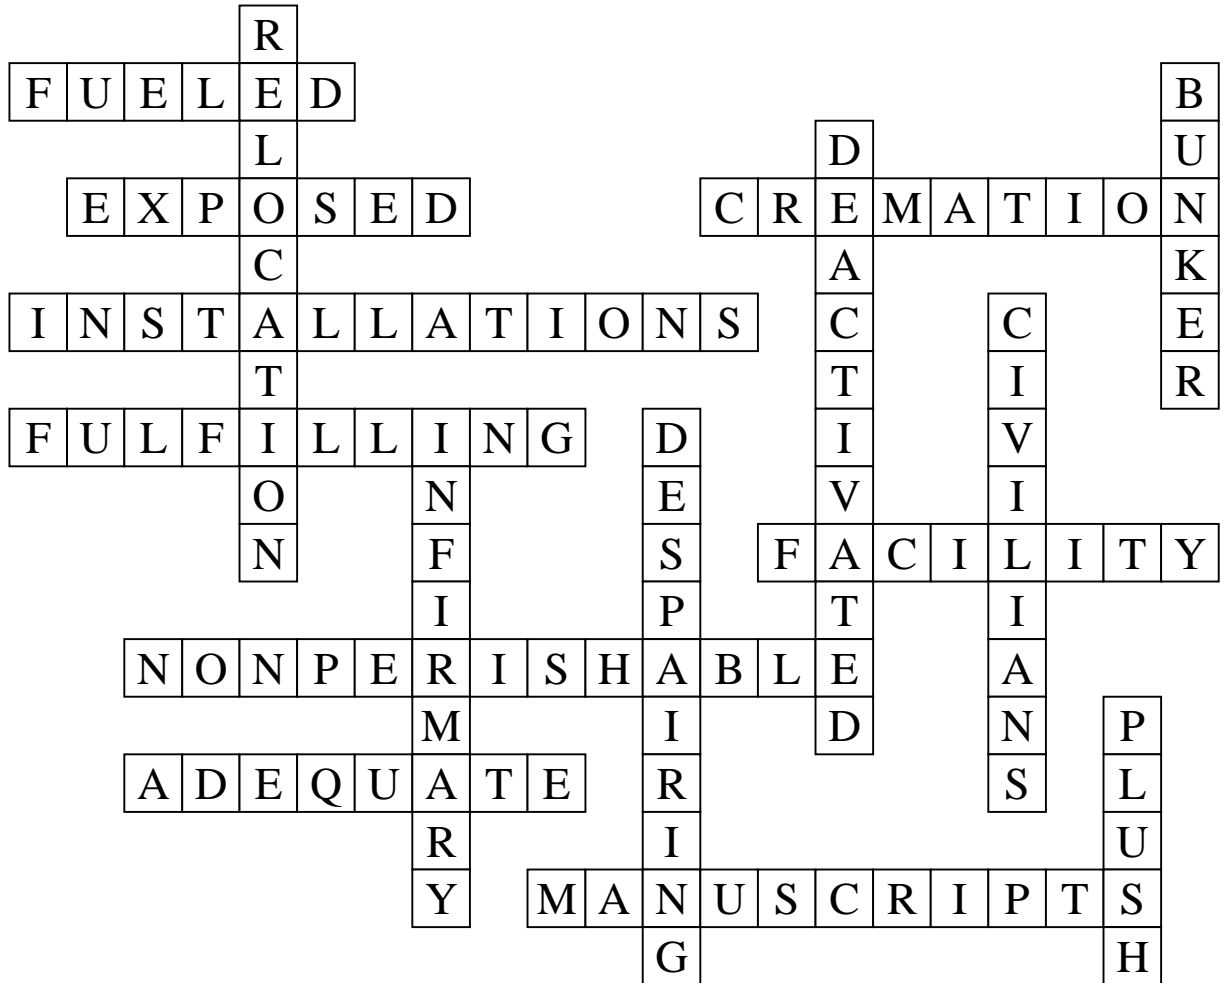 RELOCATION
FUELED
BUNKER
DEACTIVATED
EXPOSED
CREMATION
INSTALLATIONS
CIVILIANS
FULFILLING
INFIRMARY
DESPAIRING
FACILITY
NONPERISHABLE
PLUSH
ADEQUATE
MANUSCRIPTS